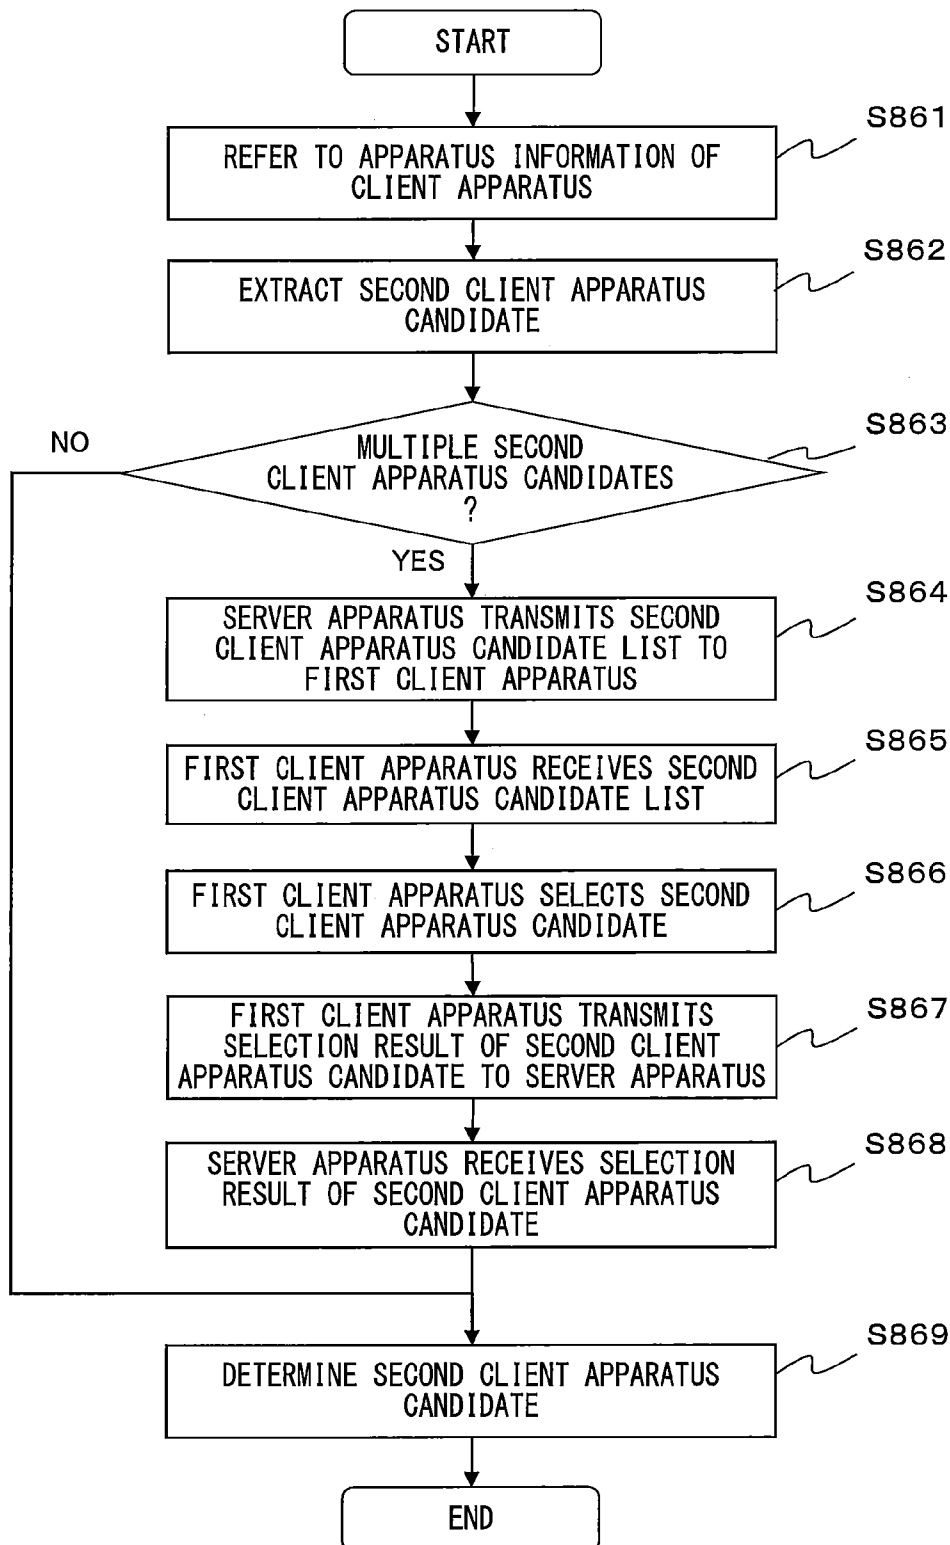 START
S861
REFER TO APPARATUS INFORMATION OF
CLIENT APPARATUS
S862
EXTRACT SECOND CLIENT APPARATUS
CANDIDATE
S863
NO
MULTIPLE SECOND
CLIENT APPARATUS CANDIDATES
?
YES
S864
SERVER APPARATUS TRANSMITS SECOND
CLIENT APPARATUS CANDIDATE LIST TO
FIRST CLIENT APPARATUS
S865
FIRST CLIENT APPARATUS RECEIVES SECOND
CLIENT APPARATUS CANDIDATE LIST
S866
FIRST CLIENT APPARATUS SELECTS SECOND
CLIENT APPARATUS CANDIDATE
S867
FIRST CLIENT APPARATUS TRANSMITS
SELECTION RESULT OF SECOND CLIENT
APPARATUS CANDIDATE TO SERVER APPARATUS
S868
SERVER APPARATUS RECEIVES SELECTION
RESULT OF SECOND CLIENT APPARATUS
CANDIDATE
S869
DETERMINE SECOND CLIENT APPARATUS
CANDIDATE
END